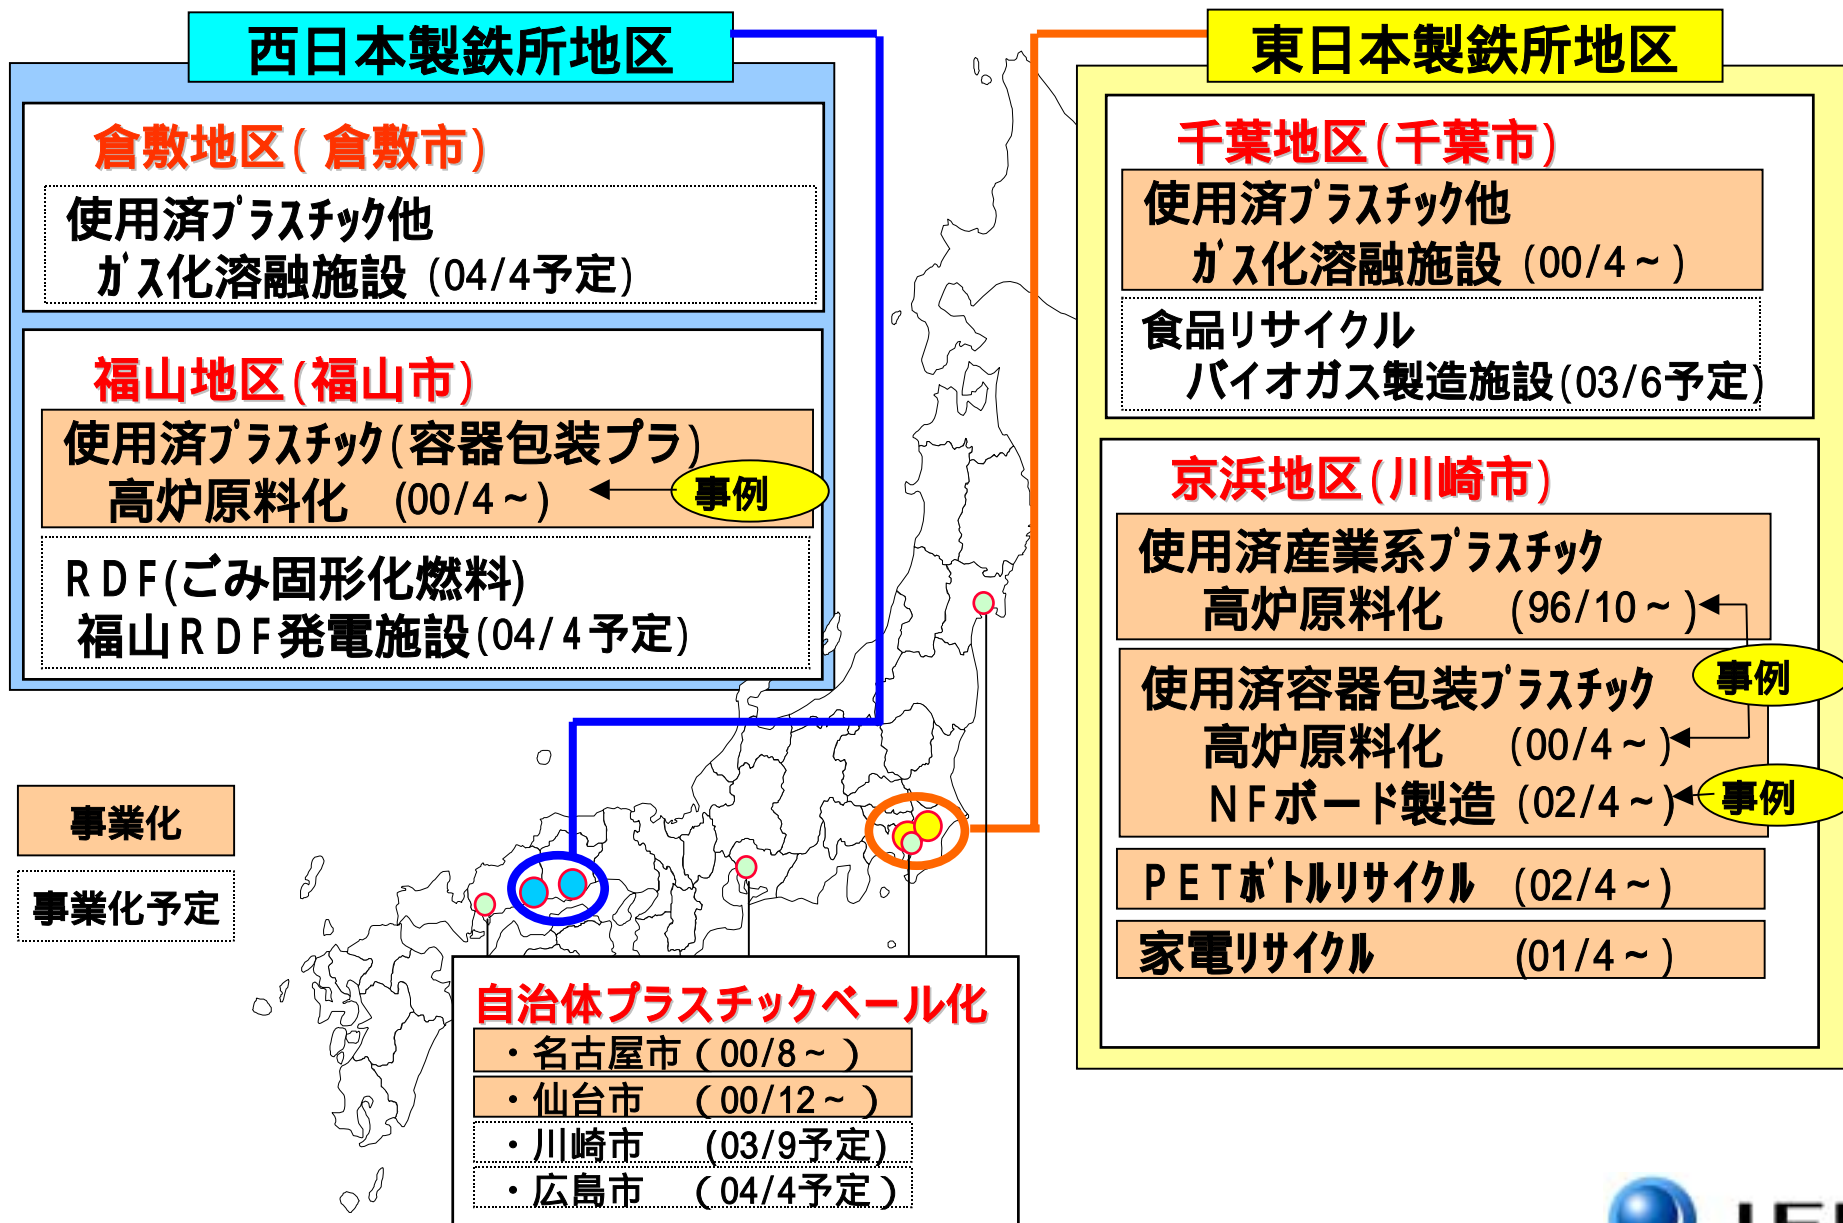 西日本製鉄所地区
倉敷地区(倉敷市)
使用済プラスチック他
ガス化溶融施設 (04/4予定)
福山地区(福山市)
使用済プラスチック(容器包装プラ)
高炉原料化 (00/4～)
事例
RDF(ごみ固形化燃料)
福山RDF発電施設(04/4予定)
事業化
事業化予定
東日本製鉄所地区
千葉地区(千葉市)
使用済プラスチック他
ガス化溶融施設 (00/4～)
食品リサイクル
バイオガス製造施設(03/6予定)
京浜地区(川崎市)
使用済産業系プラスチック
高炉原料化 (96/10～)
事例
使用済容器包装プラスチック
高炉原料化 (00/4～)
NFボード製造 (02/4～)
事例
PETボトルリサイクル (02/4～)
家電リサイクル (01/4～)
自治体プラスチックベール化
・名古屋市(00/8～)
・仙台市 (00/12～)
・川崎市 (03/9予定)
・広島市 (04/4予定)